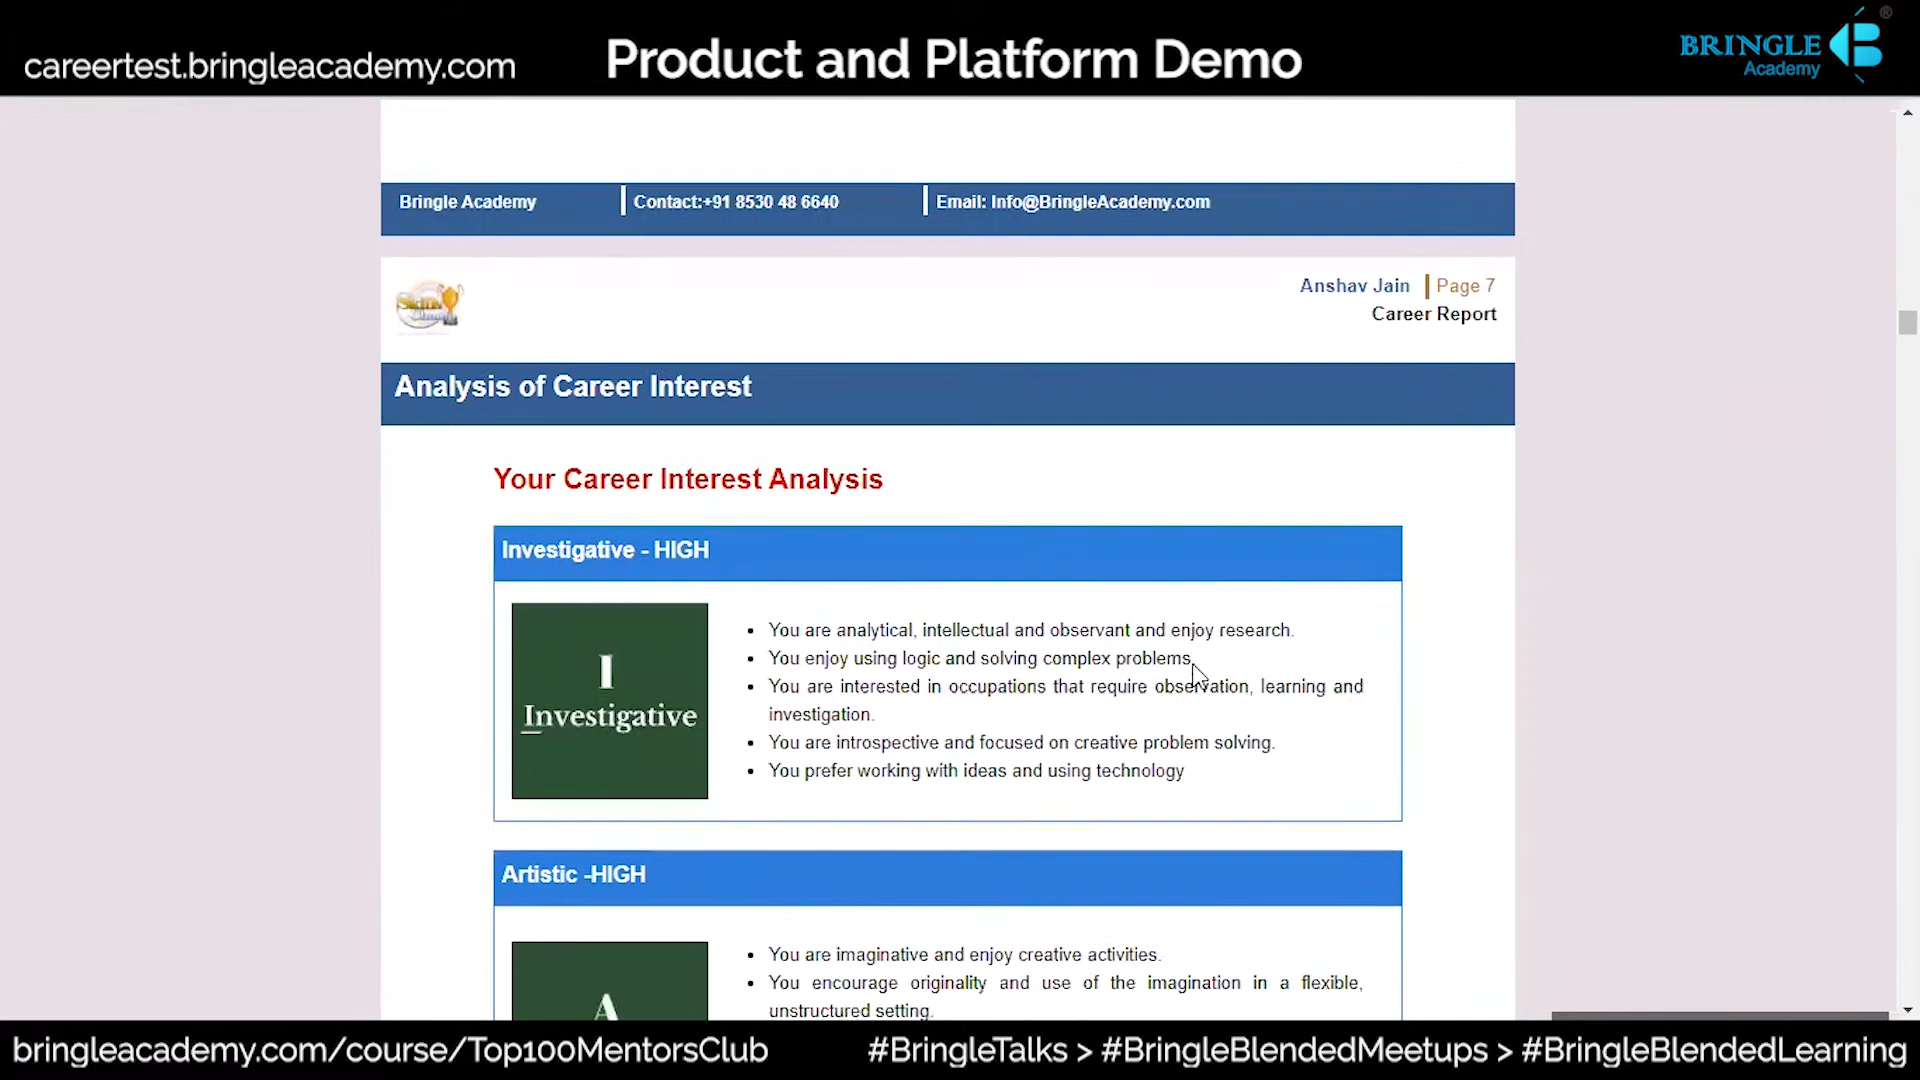 careertest.bringleacademy.com
Product and Platform Demo
BRINGLE
Academy
®
Bringle Academy
Contact:+91 8530 48 6640
Email: Info@BringleAcademy.com
Anshav Jain
Page 7
Career Report
Analysis of Career Interest
Your Career Interest Analysis
Investigative - HIGH
I
Investigative
• You are analytical, intellectual and observant and enjoy research.
• You enjoy using logic and solving complex problems.
• You are interested in occupations that require observation, learning and
investigation.
• You are introspective and focused on creative problem solving.
• You prefer working with ideas and using technology
Artistic -HIGH
A
• You are imaginative and enjoy creative activities.
• You encourage originality and use of the imagination in a flexible,
unstructured setting.
bringleacademy.com/course/Top100MentorsClub
#BringleTalks > #BringleBlendedMeetups > #BringleBlendedLearning